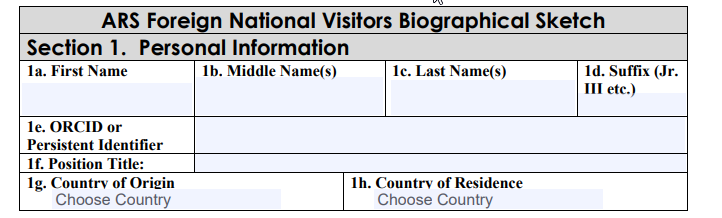 ARS Foreign National Visitors Biographical Sketch
Section 1. Personal Information
1a. First Name
1b. Middle Name(s)
1c. Last Name(s)
1d. Suffix (Jr.
III etc.)
1e. ORCID or
Persistent Identifier
1f. Position Title:
1g. Country of Origin
Choose Country
1h. Country of Residence
Choose Country